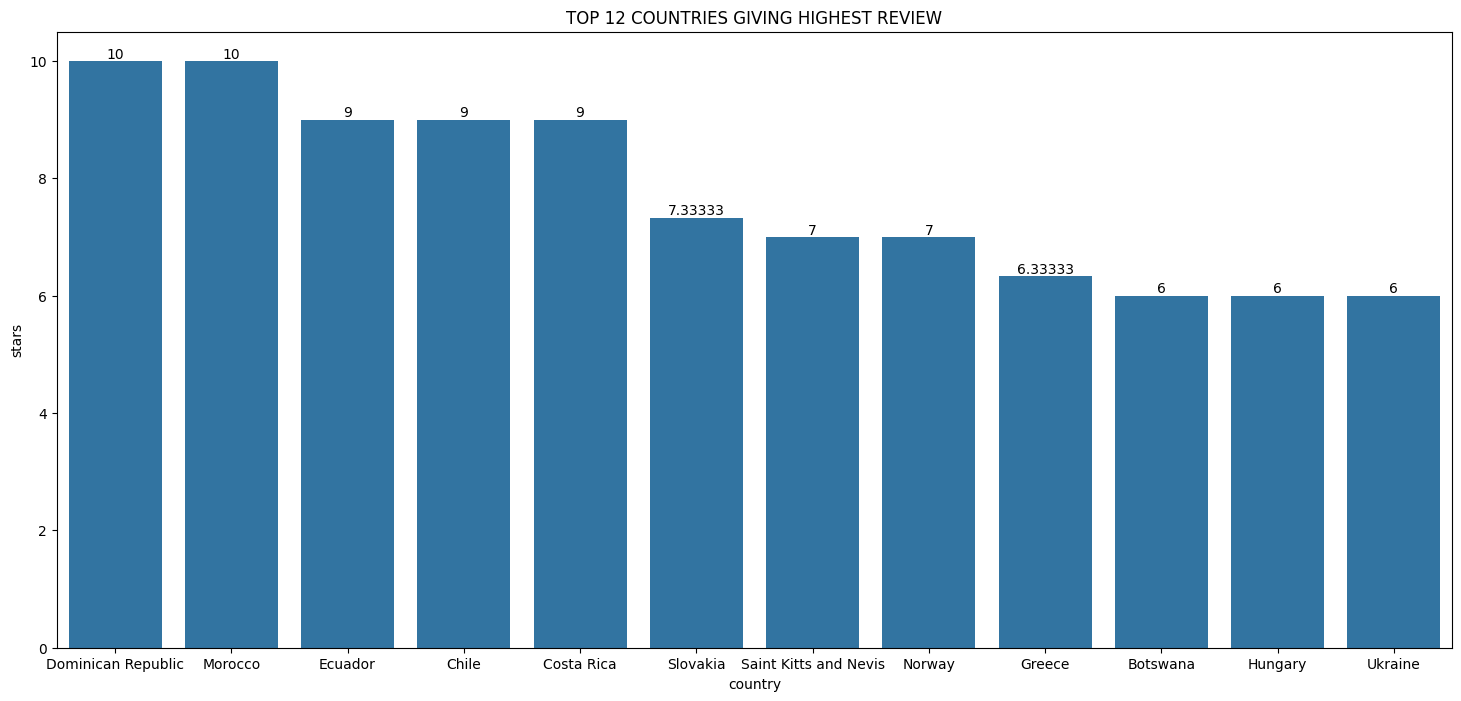 TOP 12 COUNTRIES GIVING HIGHEST REVIEW
stars
10
8
6
4
2
0
10
10
9
9
9
7.33333
7
7
6.33333
6
6
6
Dominican Republic
Morocco
Ecuador
Chile
Costa Rica
Slovakia
Saint Kitts and Nevis
Norway
Greece
Botswana
Hungary
Ukraine
country